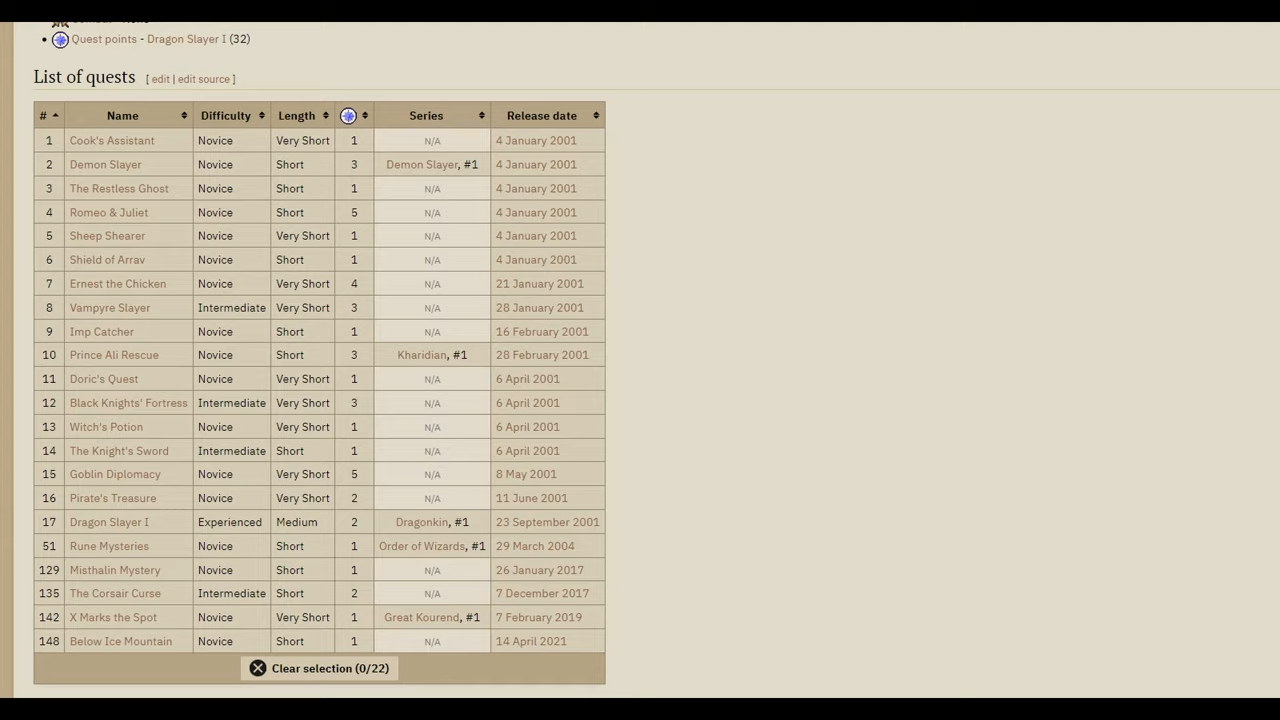 Quest points - Dragon Slayer I (32)
List of quests [ edit | edit source ]
# Name Difficulty Length Series Release date
1 Cook's Assistant Novice Very Short 1 N/A 4 January 2001
2 Demon Slayer Novice Short 3 Demon Slayer, #1 4 January 2001
3 The Restless Ghost Novice Short 1 N/A 4 January 2001
4 Romeo & Juliet Novice Short 5 N/A 4 January 2001
5 Sheep Shearer Novice Very Short 1 N/A 4 January 2001
6 Shield of Arrav Novice Short 1 N/A 4 January 2001
7 Ernest the Chicken Novice Very Short 4 N/A 21 January 2001
8 Vampyre Slayer Intermediate Very Short 3 N/A 28 January 2001
9 Imp Catcher Novice Short 1 N/A 16 February 2001
10 Prince Ali Rescue Novice Short 3 Kharidian, #1 28 February 2001
11 Doric's Quest Novice Very Short 1 N/A 6 April 2001
12 Black Knights' Fortress Intermediate Very Short 3 N/A 6 April 2001
13 Witch's Potion Novice Very Short 1 N/A 6 April 2001
14 The Knight's Sword Intermediate Short 1 N/A 6 April 2001
15 Goblin Diplomacy Novice Very Short 5 N/A 8 May 2001
16 Pirate's Treasure Novice Very Short 2 N/A 11 June 2001
17 Dragon Slayer I Experienced Medium 2 Dragonkin, #1 23 September 2001
51 Rune Mysteries Novice Short 1 Order of Wizards, #1 29 March 2004
129 Misthalin Mystery Novice Short 1 N/A 26 January 2017
135 The Corsair Curse Intermediate Short 2 N/A 7 December 2017
142 X Marks the Spot Novice Very Short 1 Great Kourend, #1 7 February 2019
148 Below Ice Mountain Novice Short 1 N/A 14 April 2021
Clear selection (0/22)